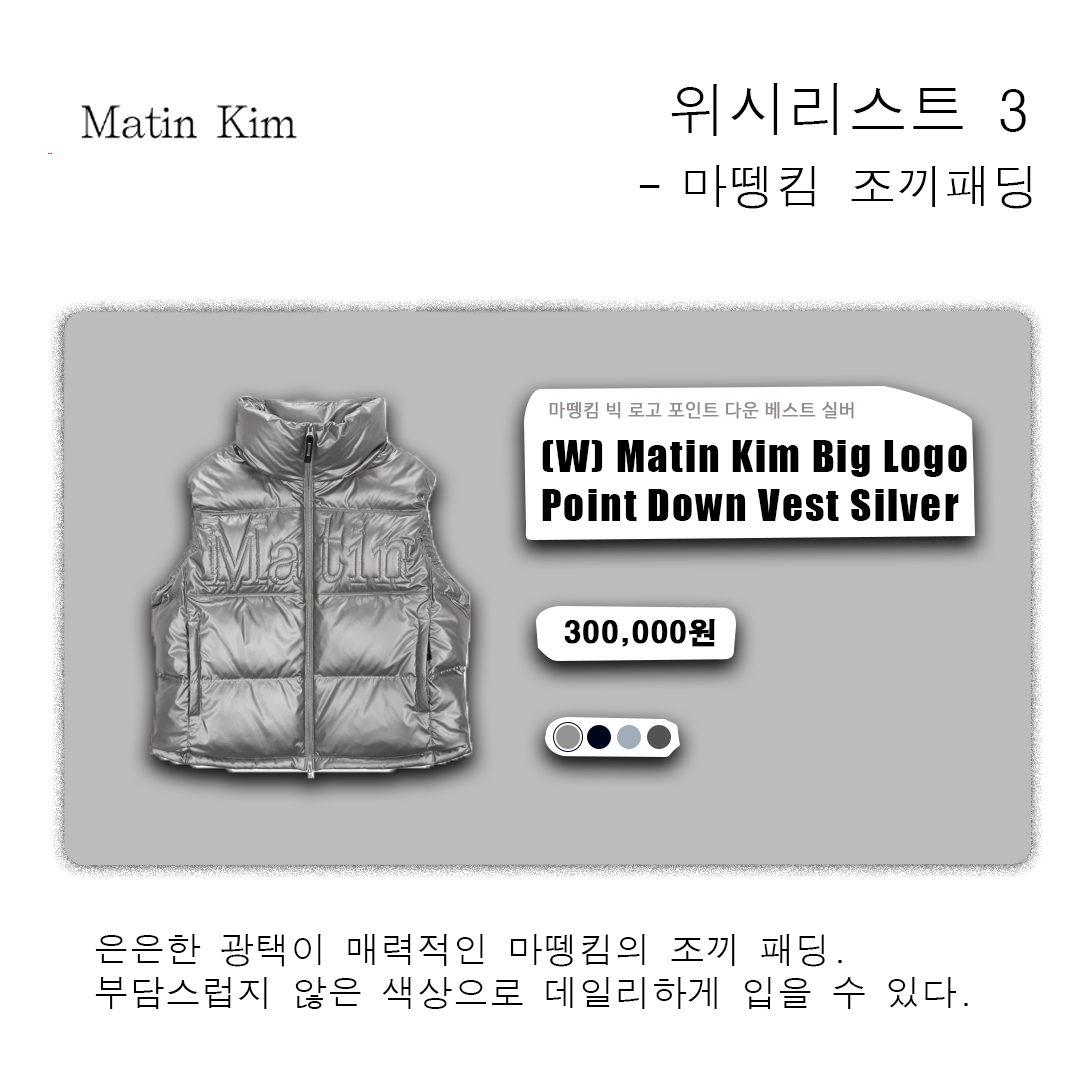 Matin Kim
위시리스트 3
- 마뗑킴 조끼패딩
Matin
마뗑킴 빅 로고 포인트 다운 베스트 실버
(W) Matin Kim Big Logo
Point Down Vest Silver
300,000원
은은한 광택이 매력적인 마뗑킴의 조끼 패딩.
부담스럽지 않은 색상으로 데일리하게 입을 수 있다.